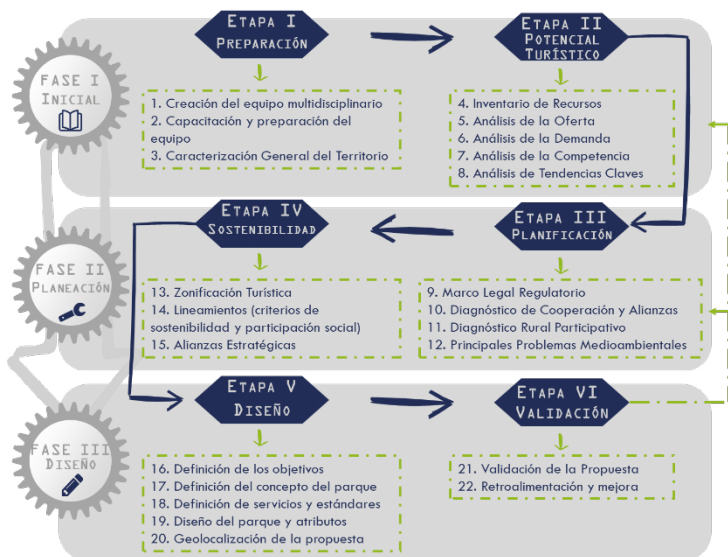 FASE I
INICIAL
ETAPA I
PREPARACIÓN
1. Creación del equipo multidisciplinario
2. Capacitación y preparación del
equipo
3. Caracterización General del Territorio
ETAPA II
POTENCIAL
TURÍSTICO
4. Inventario de Recursos
5. Análisis de la Oferta
6. Análisis de la Demanda
7. Análisis de la Competencia
8. Análisis de Tendencias Claves
FASE II
PLANEACIÓN
ETAPA IV
SOSTENIBILIDAD
13. Zonificación Turística
14. Lineamientos (criterios de
sostenibilidad y participación social)
15. Alianzas Estratégicas
ETAPA III
PLANIFICACIÓN
9. Marco Legal Regulatorio
10. Diagnóstico de Cooperación y Alianzas
11. Diagnóstico Rural Participativo
12. Principales Problemas Medioambientales
FASE III
DISEÑO
ETAPA V
DISEÑO
16. Definición de los objetivos
17. Definición del concepto del parque
18. Definición de servicios y estándares
19. Diseño del parque y atributos
20. Geolocalización de la propuesta
ETAPA VI
VALIDACIÓN
21. Validación de la Propuesta
22. Retroalimentación y mejora